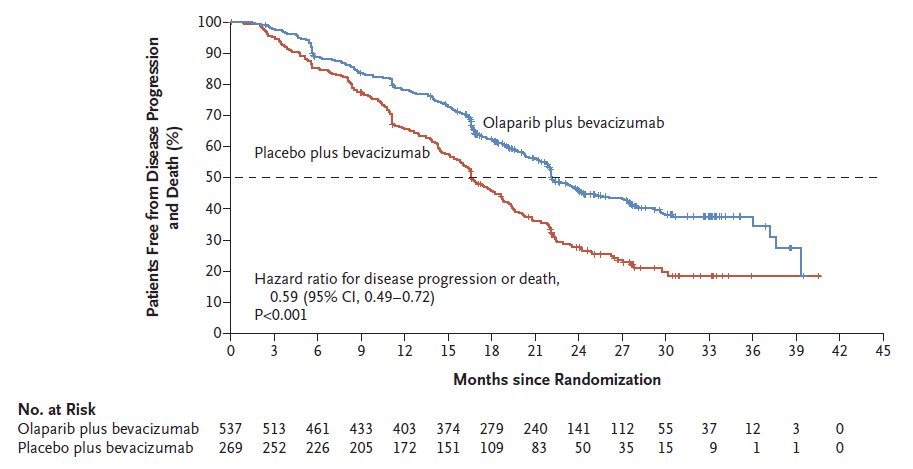 Patients Free from Disease Progression
and Death (%)
100
90
80
70
60
50
40
30
20
10
0
Olaparib plus bevacizumab
Placebo plus bevacizumab
Hazard ratio for disease progression or death,
0.59 (95% CI, 0.49–0.72)
P<0.001
0 3 6 9 12 15 18 21 24 27 30 33 36 39 42 45
Months since Randomization
No. at Risk
Olaparib plus bevacizumab 537 513 461 433 403 374 279 240 141 112 55 37 12 3 0
Placebo plus bevacizumab 269 252 226 205 172 151 109 83 50 35 15 9 1 1 0